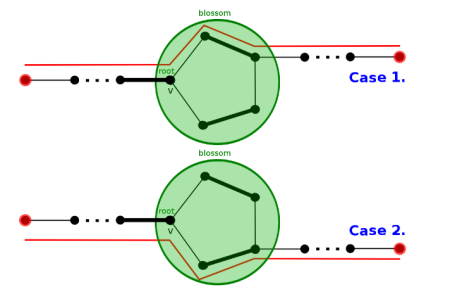 blossom
root
v
Case 1.
blossom
root
v
Case 2.